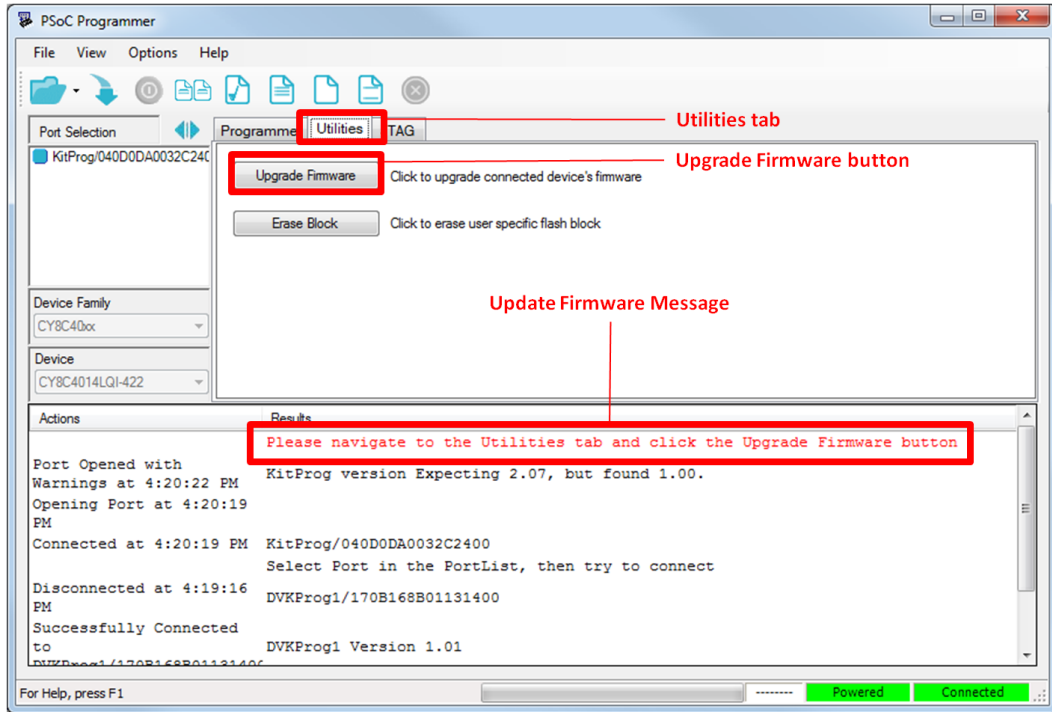 PSoC Programmer
File View Options Help
Port Selection
Programme
Utilities
TAG
Utilities tab
KitProg/040D0DA0032C240
Upgrade Firmware
Click to upgrade connected device's firmware
Upgrade Firmware button
Erase Block
Click to erase user specific flash block
Update Firmware Message
Device Family
CY8C40xx
Device
CY8C4014LQI-422
Actions Results
Please navigate to the Utilities tab and click the Upgrade Firmware button
Port Opened with
Warnings at 4:20:22 PM
KitProg version Expecting 2.07, but found 1.00.
Opening Port at 4:20:19
PM
Connected at 4:20:19 PM KitProg/040D0DA0032C2400
Select Port in the PortList, then try to connect
Disconnected at 4:19:16
PM
DVKProg1/170B168B01131400
Successfully Connected
to
DVKProg1 Version 1.01
DVKProg1/170B168B01131400
For Help, press F1
--------
Powered
Connected